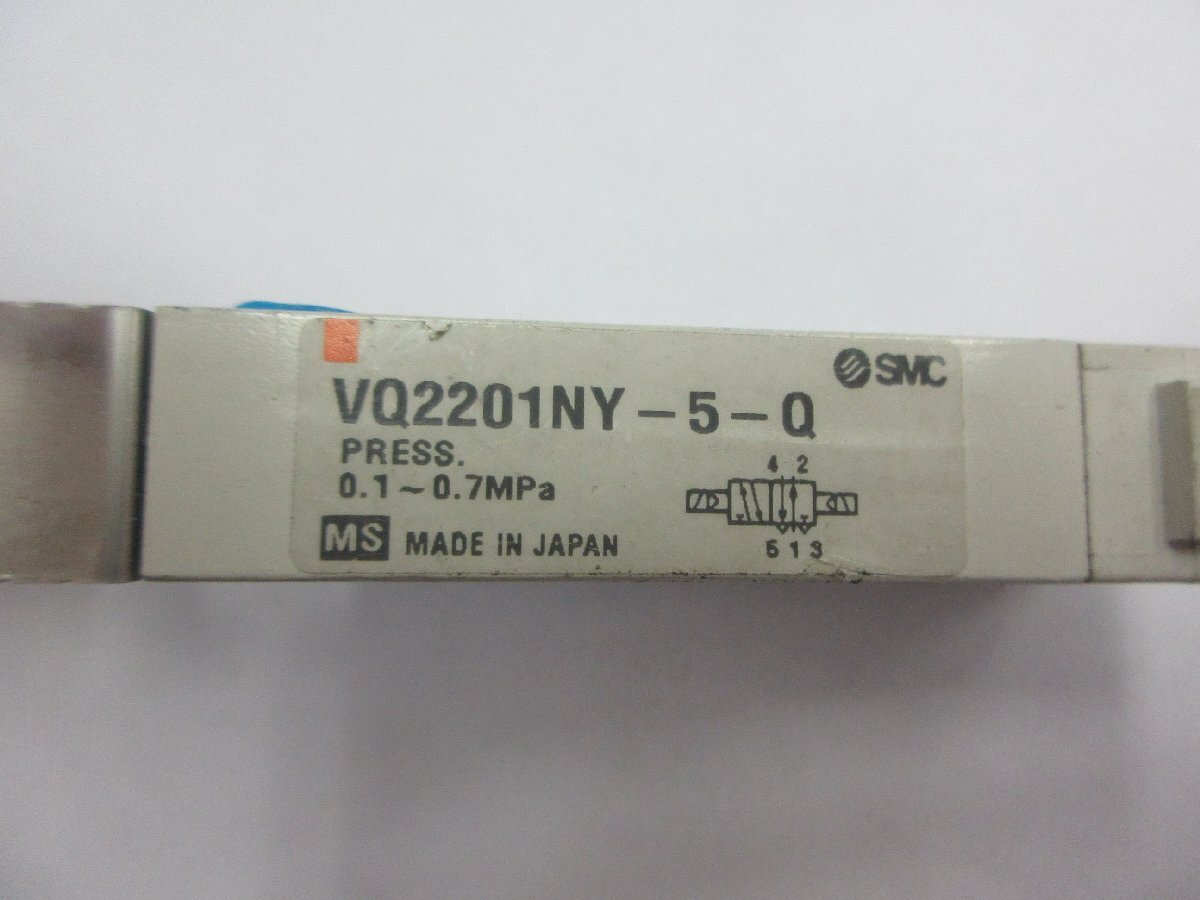 SMC
VQ2201NY-5-Q
PRESS.
0.1~0.7MPa
4 2
5 1 3
MS MADE IN JAPAN